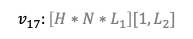 v₁₇: [H * N * L₁][1, L₂]